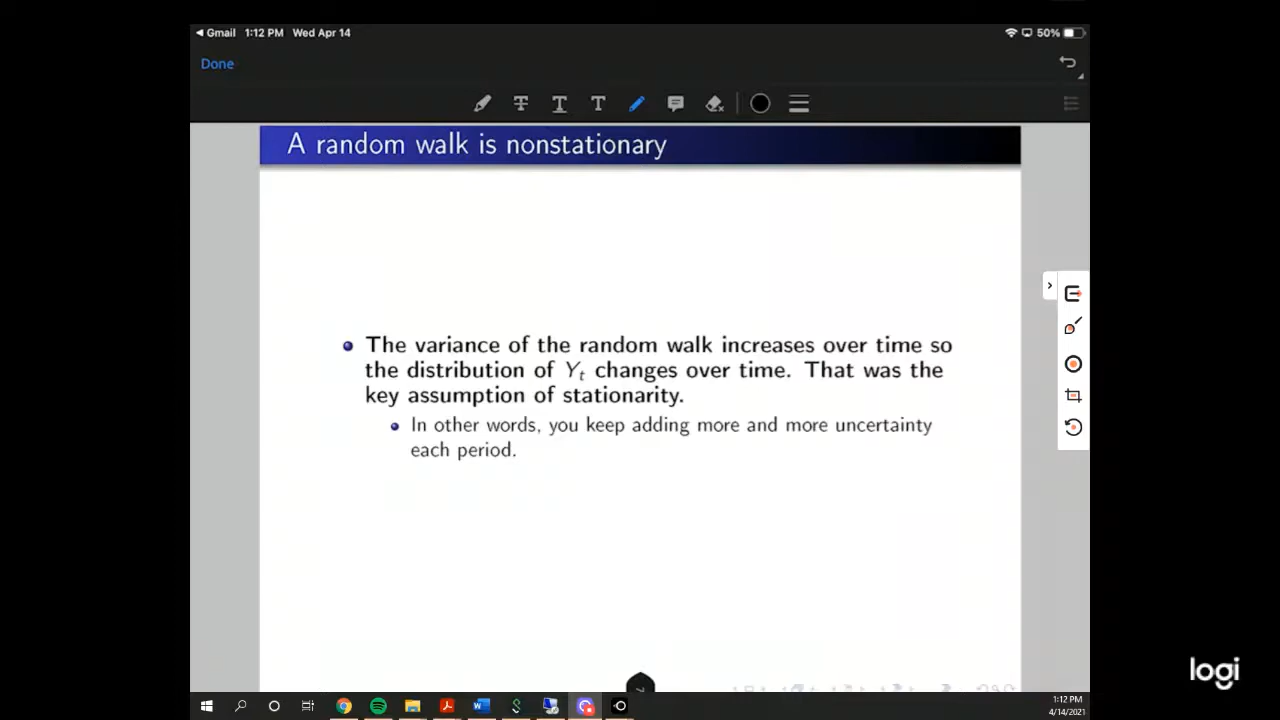 Gmail 1:12 PM Wed Apr 14
50%
Done
A random walk is nonstationary
The variance of the random walk increases over time so
the distribution of Yt changes over time. That was the
key assumption of stationarity.
In other words, you keep adding more and more uncertainty
each period.
logi
1:12 PM
4/14/2021